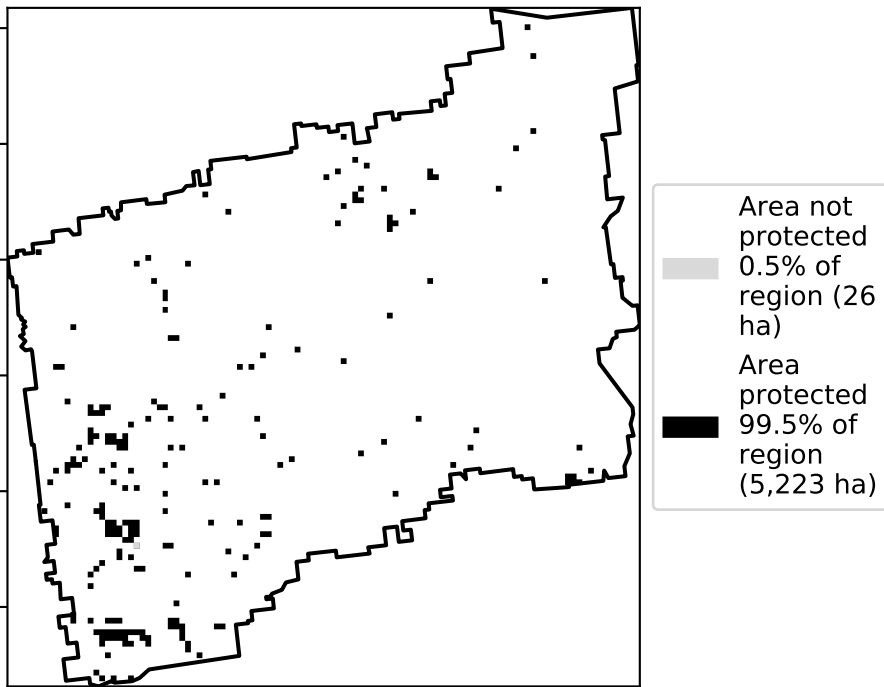 Area not
protected
0.5% of
region (26
ha)
Area
protected
99.5% of
region
(5,223 ha)